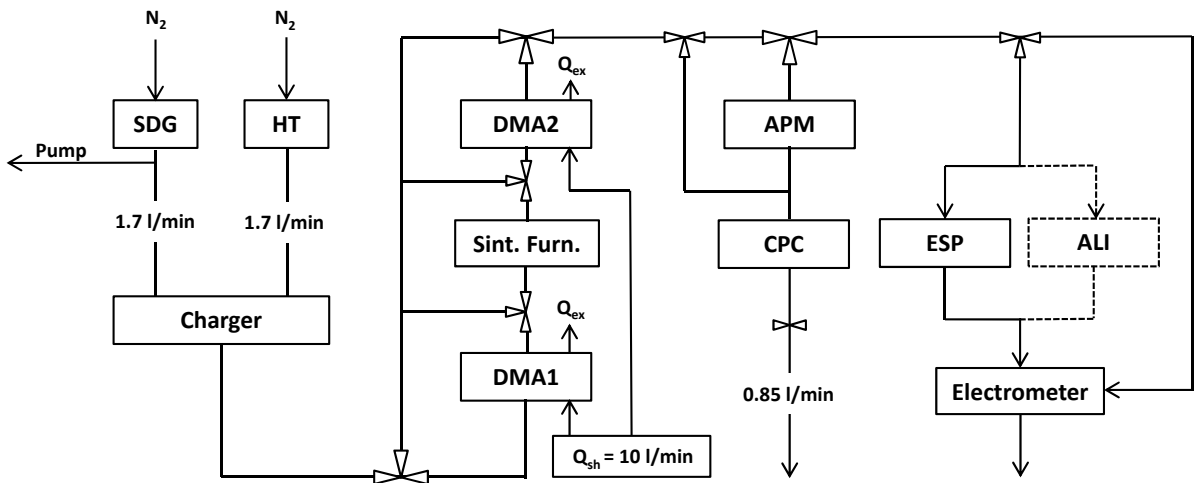 N2
N2
SDG
HT
Pump
1.7 l/min
1.7 l/min
Charger
Qex
DMA2
Sint. Furn.
Qex
DMA1
Qsh = 10 l/min
APM
CPC
0.85 l/min
ESP
ALI
Electrometer